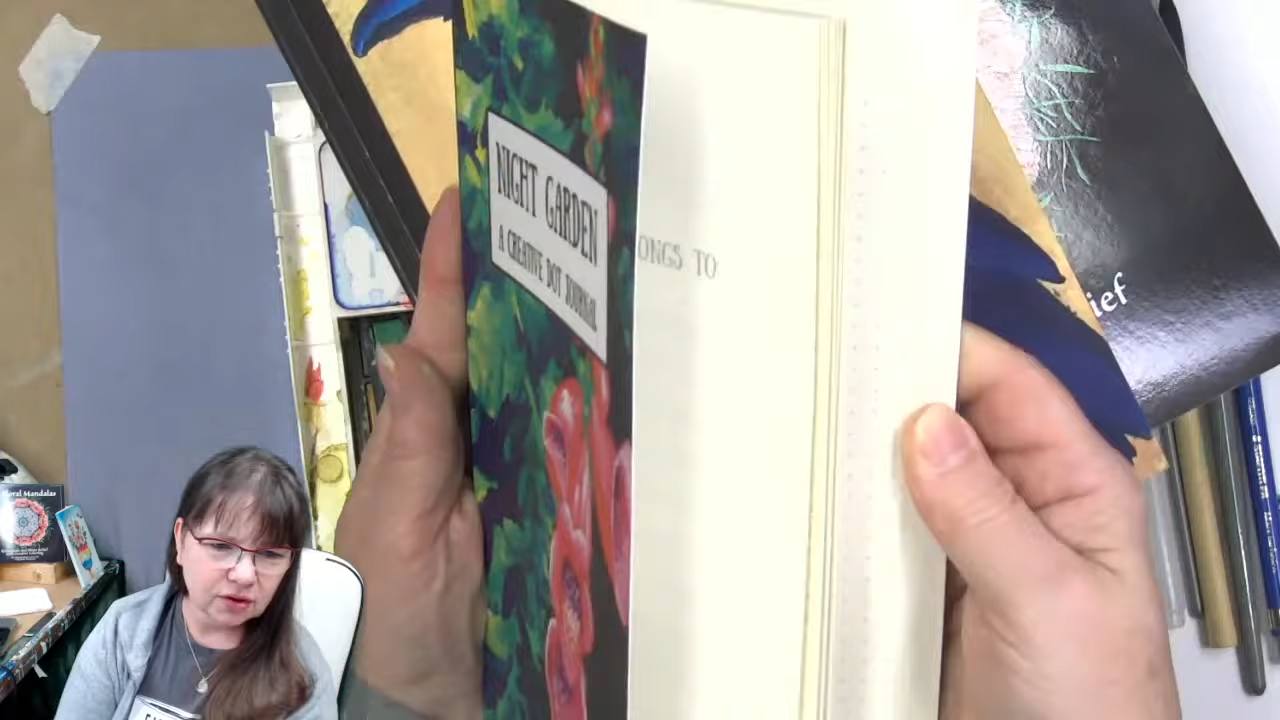 NIGHT GARDEN
A CREATIVE DOT JOURNAL
ONGS TO
ief
Floral Mandalas